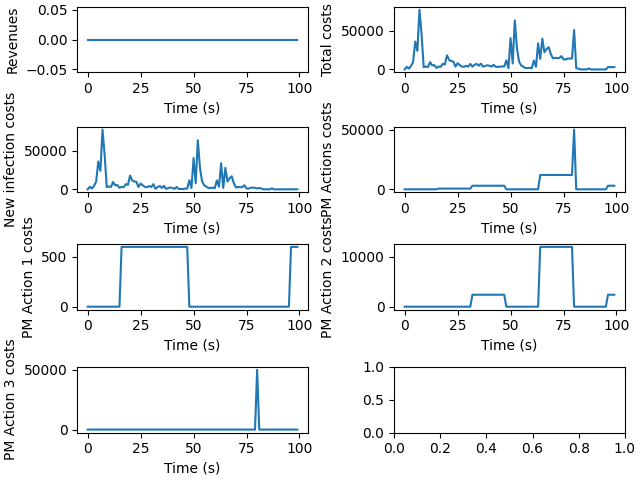 Revenues
0.05
0.00
−0.05
0 25 50 75 100
Time (s)
Total costs
50000
0
0 25 50 75 100
Time (s)
New infection costs
50000
0
0 25 50 75 100
Time (s)
PM Actions costs
50000
0
0 25 50 75 100
Time (s)
PM Action 1 costs
500
0
0 25 50 75 100
Time (s)
PM Action 2 costs
10000
0
0 25 50 75 100
Time (s)
PM Action 3 costs
50000
0
0 25 50 75 100
Time (s)
1.0
0.5
0.0
0.0 0.2 0.4 0.6 0.8 1.0